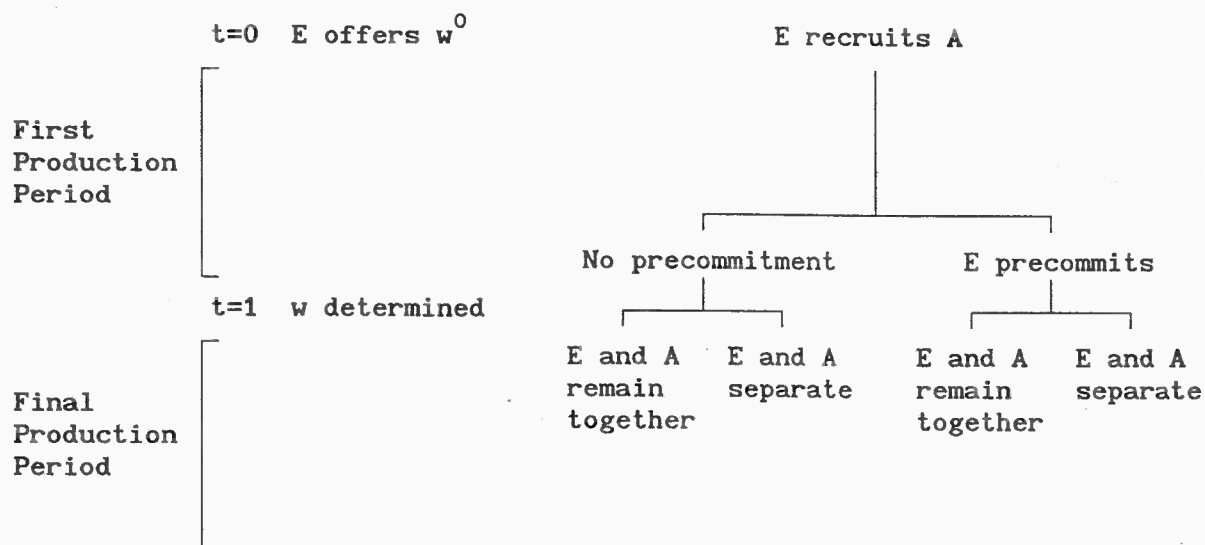 t=0 E offers w⁰
E recruits A
First
Production
Period
No precommitment
E precommits
t=1 w determined
E and A
remain
together
E and A
separate
E and A
remain
together
E and A
separate
Final
Production
Period